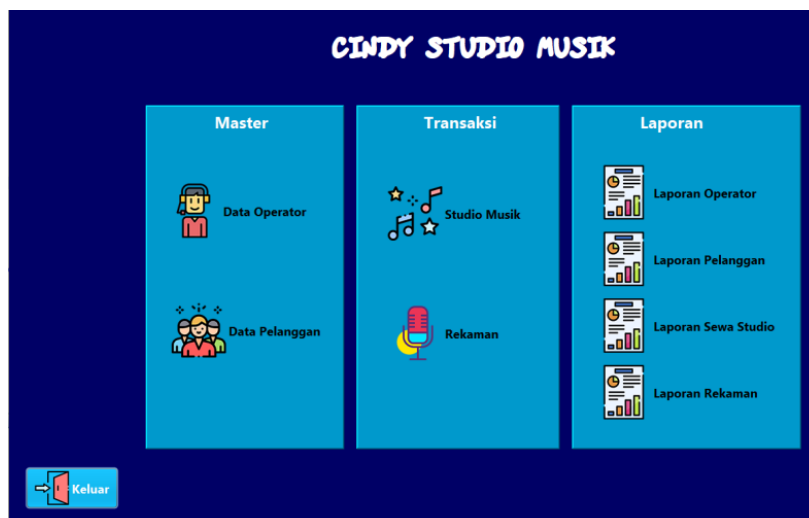 CINDY STUDIO MUSIK
Master
Data Operator
Data Pelanggan
Transaksi
Studio Musik
Rekaman
Laporan
Laporan Operator
Laporan Pelanggan
Laporan Sewa Studio
Laporan Rekaman
Keluar